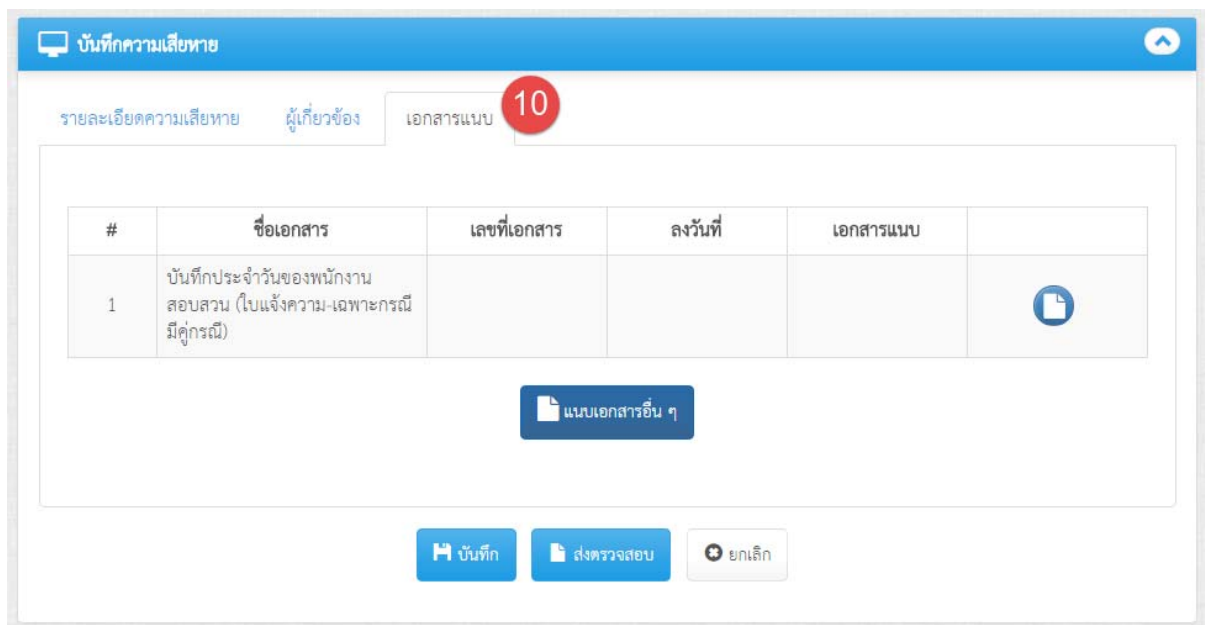 บันทึกความเสียหาย
รายละเอียดความเสียหาย ผู้เกี่ยวข้อง เอกสารแนบ 10
# ชื่อเอกสาร เลขที่เอกสาร ลงวันที่ เอกสารแนบ
บันทึกประจำวันของพนักงาน
1 สอบสวน (ใบแจ้งความ-เฉพาะกรณี
มีคู่กรณี)
แนบเอกสารอื่น ๆ
บันทึก ส่งตรวจสอบ ยกเลิก